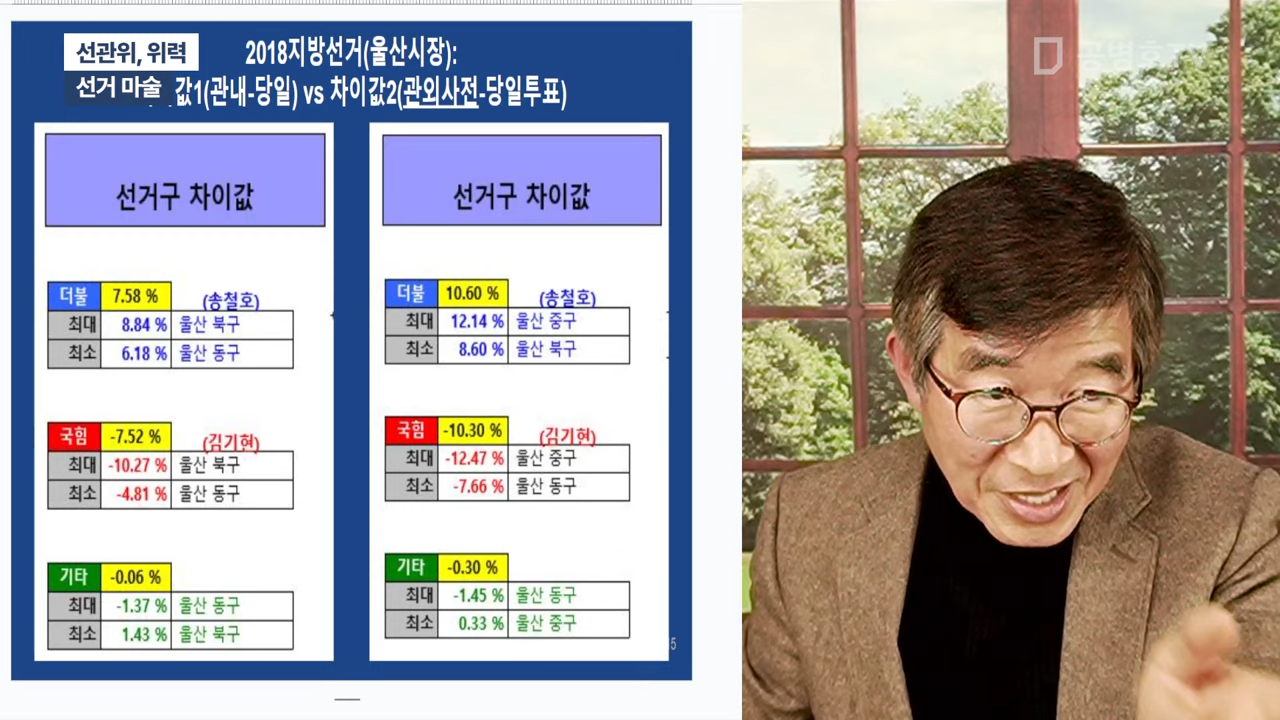 선관위, 위력
선거 마술
2018지방선거(울산시장):
값1(관내-당일) vs 차이값2(관외사전-당일투표)
선거구 차이값
더불 7.58 % (송철호)
최대 8.84 % 울산 북구
최소 6.18 % 울산 동구
국힘 -7.52 % (김기현)
최대 -10.27 % 울산 북구
최소 -4.81 % 울산 동구
기타 -0.06 %
최대 -1.37 % 울산 동구
최소 1.43 % 울산 북구
선거구 차이값
더불 10.60 % (송철호)
최대 12.14 % 울산 중구
최소 8.60 % 울산 북구
국힘 -10.30 % (김기현)
최대 -12.47 % 울산 중구
최소 -7.66 % 울산 동구
기타 -0.30 %
최대 -1.45 % 울산 동구
최소 0.33 % 울산 중구